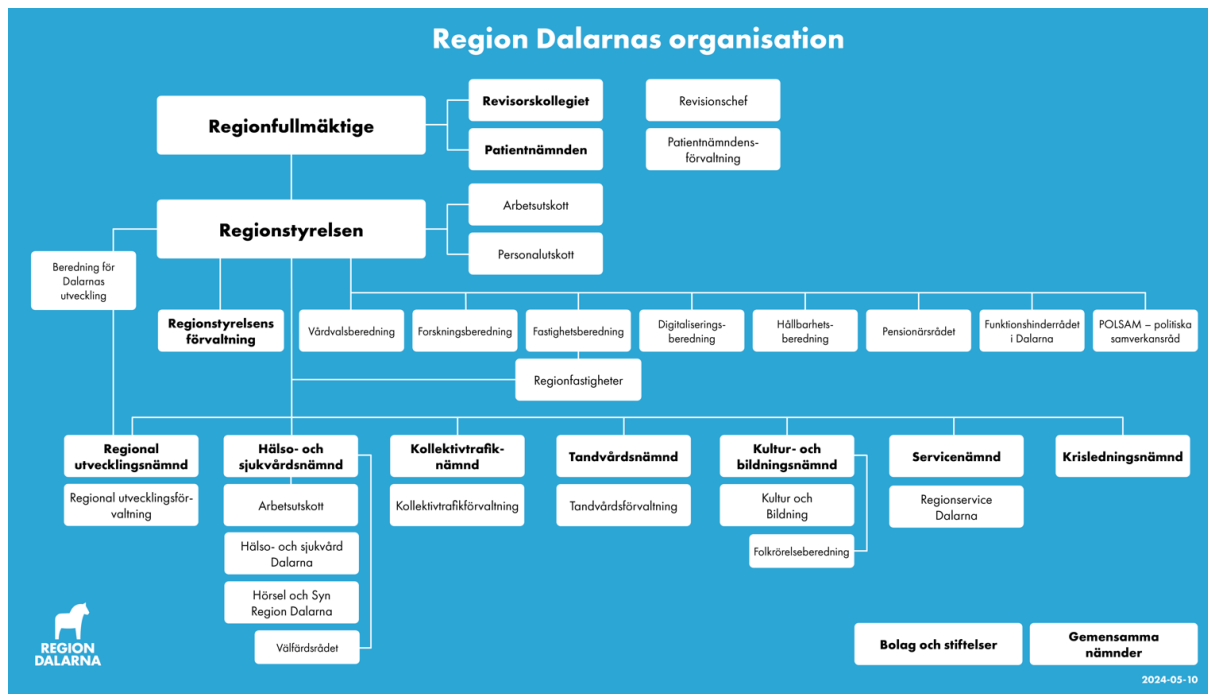 Region Dalarnas organisation
Regionfullmäktige
Revisorskollegiet
Revisionschef
Patientnämnden
Patientnämndens-
förvaltning
Regionstyrelsen
Arbetsutskott
Personalutskott
Beredning för
Dalarnas
utveckling
Regionstyrelsens
förvaltning
Vårdvalsberedning
Forskningsberedning
Fastighetsberedning
Digitaliserings-
beredning
Hållbarhets-
beredning
Pensionärsrådet
Funktionshinderrådet
i Dalarna
POLSAM – politiska
samverkansråd
Regionfastigheter
Regional
utvecklingsnämnd
Hälso- och
sjukvårdsnämnd
Kollektivtrafik-
nämnd
Tandvårdsnämnd
Kultur- och
bildningsnämnd
Servicenämnd
Krisledningsnämnd
Regional utvecklingsför-
valtning
Arbetsutskott
Kollektivtrafikförvaltning
Tandvårdsförvaltning
Kultur och
Bildning
Regionservice
Dalarna
Hälso- och sjukvård
Dalarna
Folkrörelseberedning
Hörsel och Syn
Region Dalarna
Välfärdsrådet
REGION
DALARNA
Bolag och stiftelser
Gemensamma
nämnder
2024-05-10